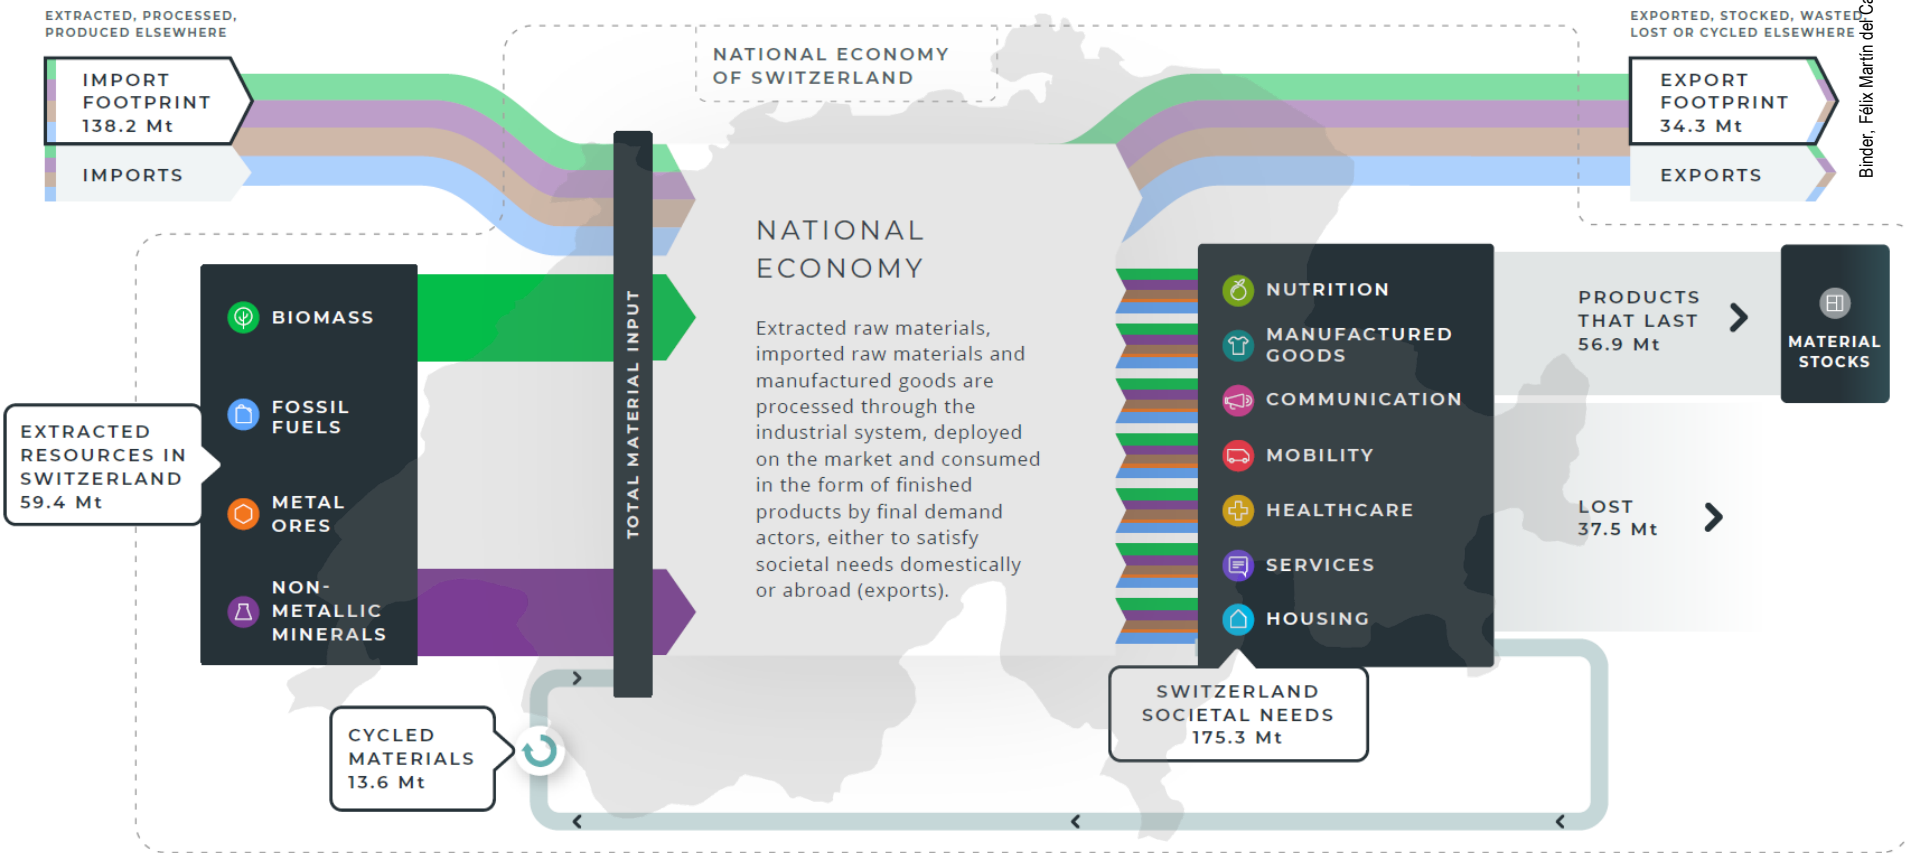 EXTRACTED, PROCESSED,
PRODUCED ELSEWHERE
IMPORT
FOOTPRINT
138.2 Mt
IMPORTS
NATIONAL ECONOMY
OF SWITZERLAND
EXPORTED, STOCKED, WASTED,
LOST OR CYCLED ELSEWHERE
EXPORT
FOOTPRINT
34.3 Mt
EXPORTS
Binder, Félix Martín del
EXTRACTED
RESOURCES IN
SWITZERLAND
59.4 Mt
BIOMASS
FOSSIL
FUELS
METAL
ORES
NON-
METALLIC
MINERALS
TOTAL MATERIAL INPUT
NATIONAL
ECONOMY
Extracted raw materials,
imported raw materials and
manufactured goods are
processed through the
industrial system, deployed
on the market and consumed
in the form of finished
products by final demand
actors, either to satisfy
societal needs domestically
or abroad (exports).
NUTRITION
MANUFACTURED
GOODS
COMMUNICATION
MOBILITY
HEALTHCARE
SERVICES
HOUSING
SWITZERLAND
SOCIETAL NEEDS
175.3 Mt
PRODUCTS
THAT LAST
56.9 Mt
MATERIAL
STOCKS
LOST
37.5 Mt
CYCLED
MATERIALS
13.6 Mt